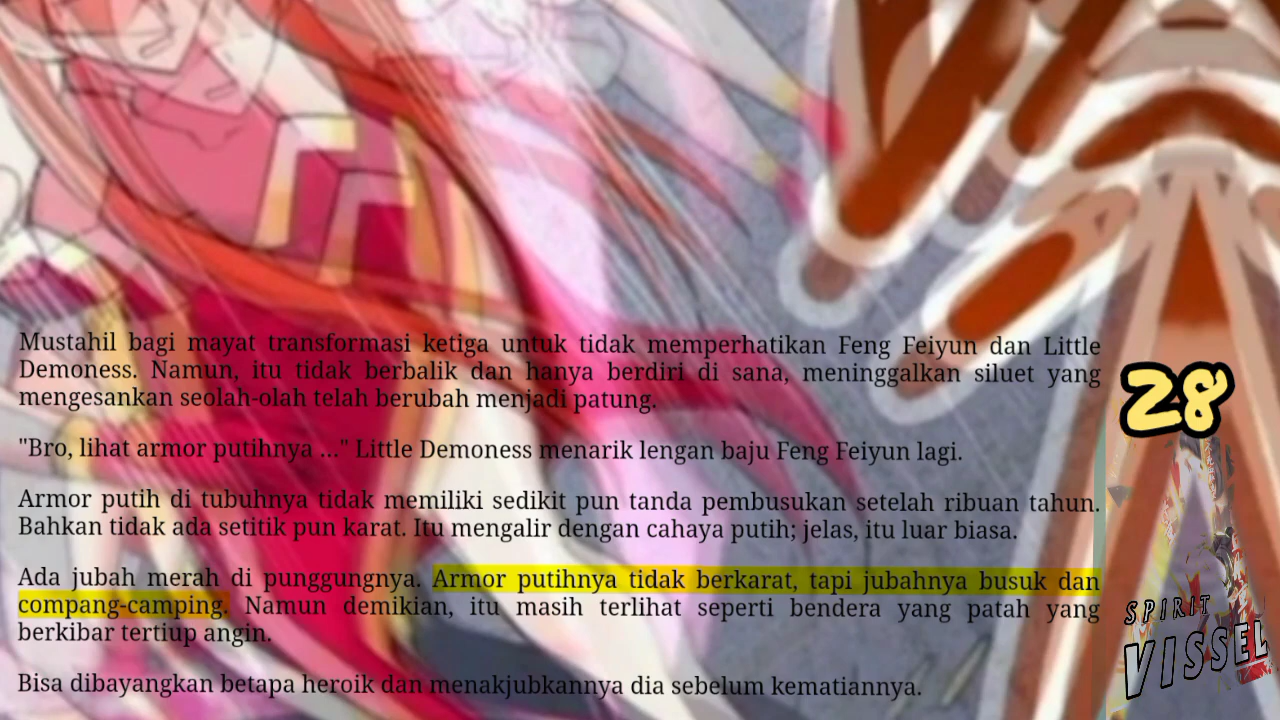 Mustahil bagi mayat transformasi ketiga untuk tidak memperhatikan Feng Feiyun dan Little
Demoness. Namun, itu tidak berbalik dan hanya berdiri di sana, meninggalkan siluet yang
mengesankan seolah-olah telah berubah menjadi patung.
"Bro, lihat armor putihnya ..." Little Demoness menarik lengan baju Feng Feiyun lagi.
Armor putih di tubuhnya tidak memiliki sedikit pun tanda pembusukan setelah ribuan tahun.
Bahkan tidak ada setitik pun karat. Itu mengalir dengan cahaya putih; jelas, itu luar biasa.
Ada jubah merah di punggungnya. Armor putihnya tidak berkarat, tapi jubahnya busuk dan
compang-camping. Namun demikian, itu masih terlihat seperti bendera yang patah yang
berkibar tertiup angin.
Bisa dibayangkan betapa heroik dan menakjubkannya dia sebelum kematiannya.
28
SPIRIT
VISSEL